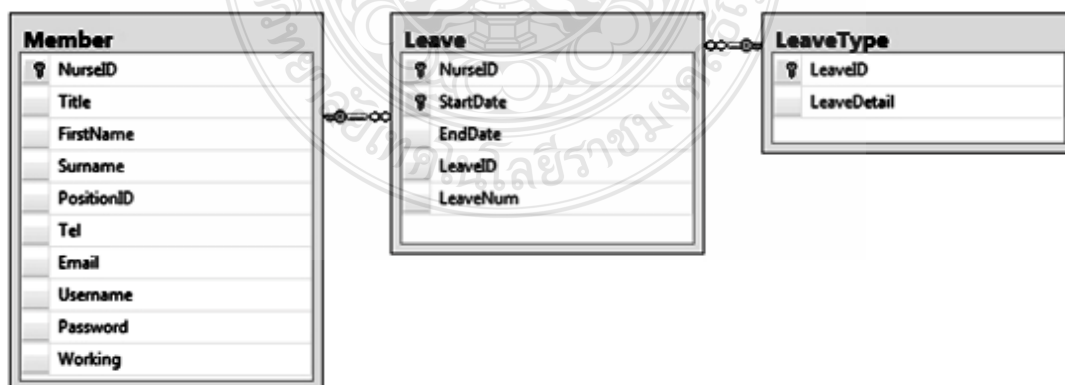 Member
NurseID
Title
FirstName
Surname
PositionID
Tel
Email
Username
Password
Working
Leave
NurseID
StartDate
EndDate
LeaveID
LeaveNum
LeaveType
LeaveID
LeaveDetail